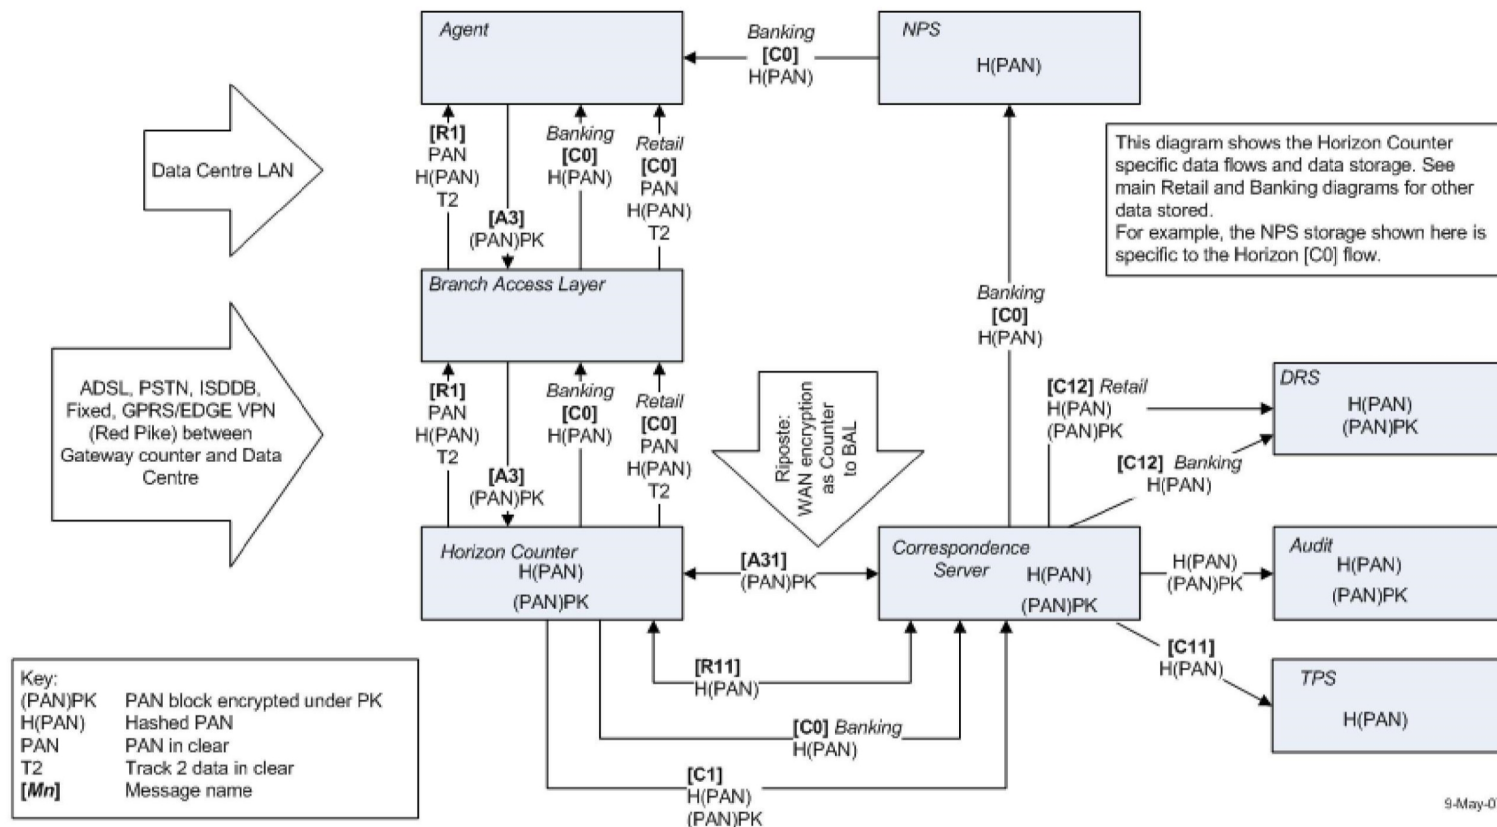 Agent
Banking
[C0]
H(PAN)
NPS
H(PAN)
Data Centre LAN
[R1]
PAN
H(PAN)
T2
[A3]
(PAN)PK
Banking
[C0]
H(PAN)
Retail
[C0]
PAN
H(PAN)
T2
This diagram shows the Horizon Counter
specific data flows and data storage. See
main Retail and Banking diagrams for other
data stored.
For example, the NPS storage shown here is
specific to the Horizon [C0] flow.
Branch Access Layer
Banking
[C0]
H(PAN)
ADSL, PSTN, ISDDB,
Fixed, GPRS/EDGE VPN
(Red Pike) between
Gateway counter and Data
Centre
[R1]
PAN
H(PAN)
T2
[A3]
(PAN)PK
Banking
[C0]
H(PAN)
Retail
[C0]
PAN
H(PAN)
T2
Riposte:
WAN encryption
as Counter
to BAL
[C12] Retail
H(PAN)
(PAN)PK
DRS
H(PAN)
(PAN)PK
[C12] Banking
H(PAN)
Horizon Counter
H(PAN)
(PAN)PK
[A31]
(PAN)PK
Correspondence
Server
H(PAN)
(PAN)PK
H(PAN)
(PAN)PK
Audit
H(PAN)
(PAN)PK
[C11]
H(PAN)
TPS
H(PAN)
[R11]
H(PAN)
[C0] Banking
H(PAN)
[C1]
H(PAN)
(PAN)PK
Key:
(PAN)PK PAN block encrypted under PK
H(PAN) Hashed PAN
PAN PAN in clear
T2 Track 2 data in clear
[Mn] Message name